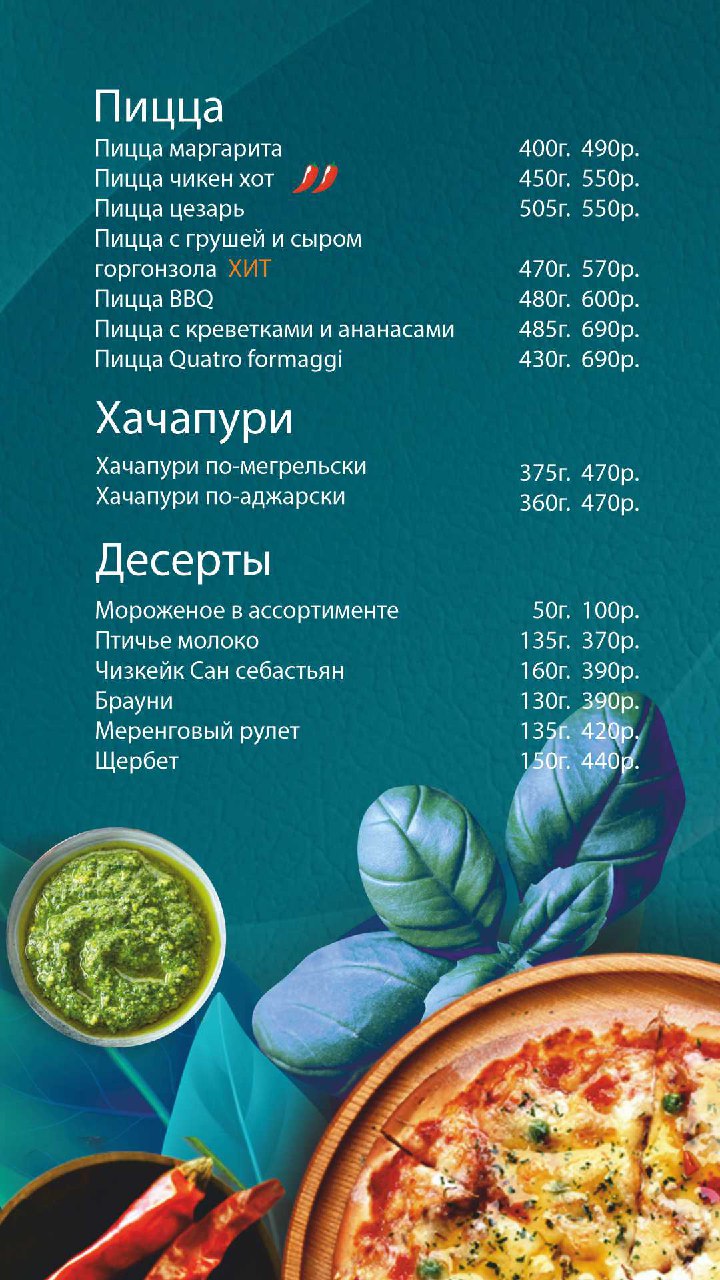 Пицца
Пицца маргарита 400г. 490р.
Пицца чикен хот 450г. 550р.
Пицца цезарь 505г. 550р.
Пицца с грушей и сыром
горгонзола ХИТ 470г. 570р.
Пицца BBQ 480г. 600р.
Пицца с креветками и ананасами 485г. 690р.
Пицца Quatro formaggi 430г. 690р.
Хачапури
Хачапури по-мегрельски 375г. 470р.
Хачапури по-аджарски 360г. 470р.
Десерты
Мороженое в ассортименте 50г. 100р.
Птичье молоко 135г. 370р.
Чизкейк Сан себастьян 160г. 390р.
Брауни 130г. 390р.
Меренговый рулет 135г. 420р.
Щербет 150г. 440р.